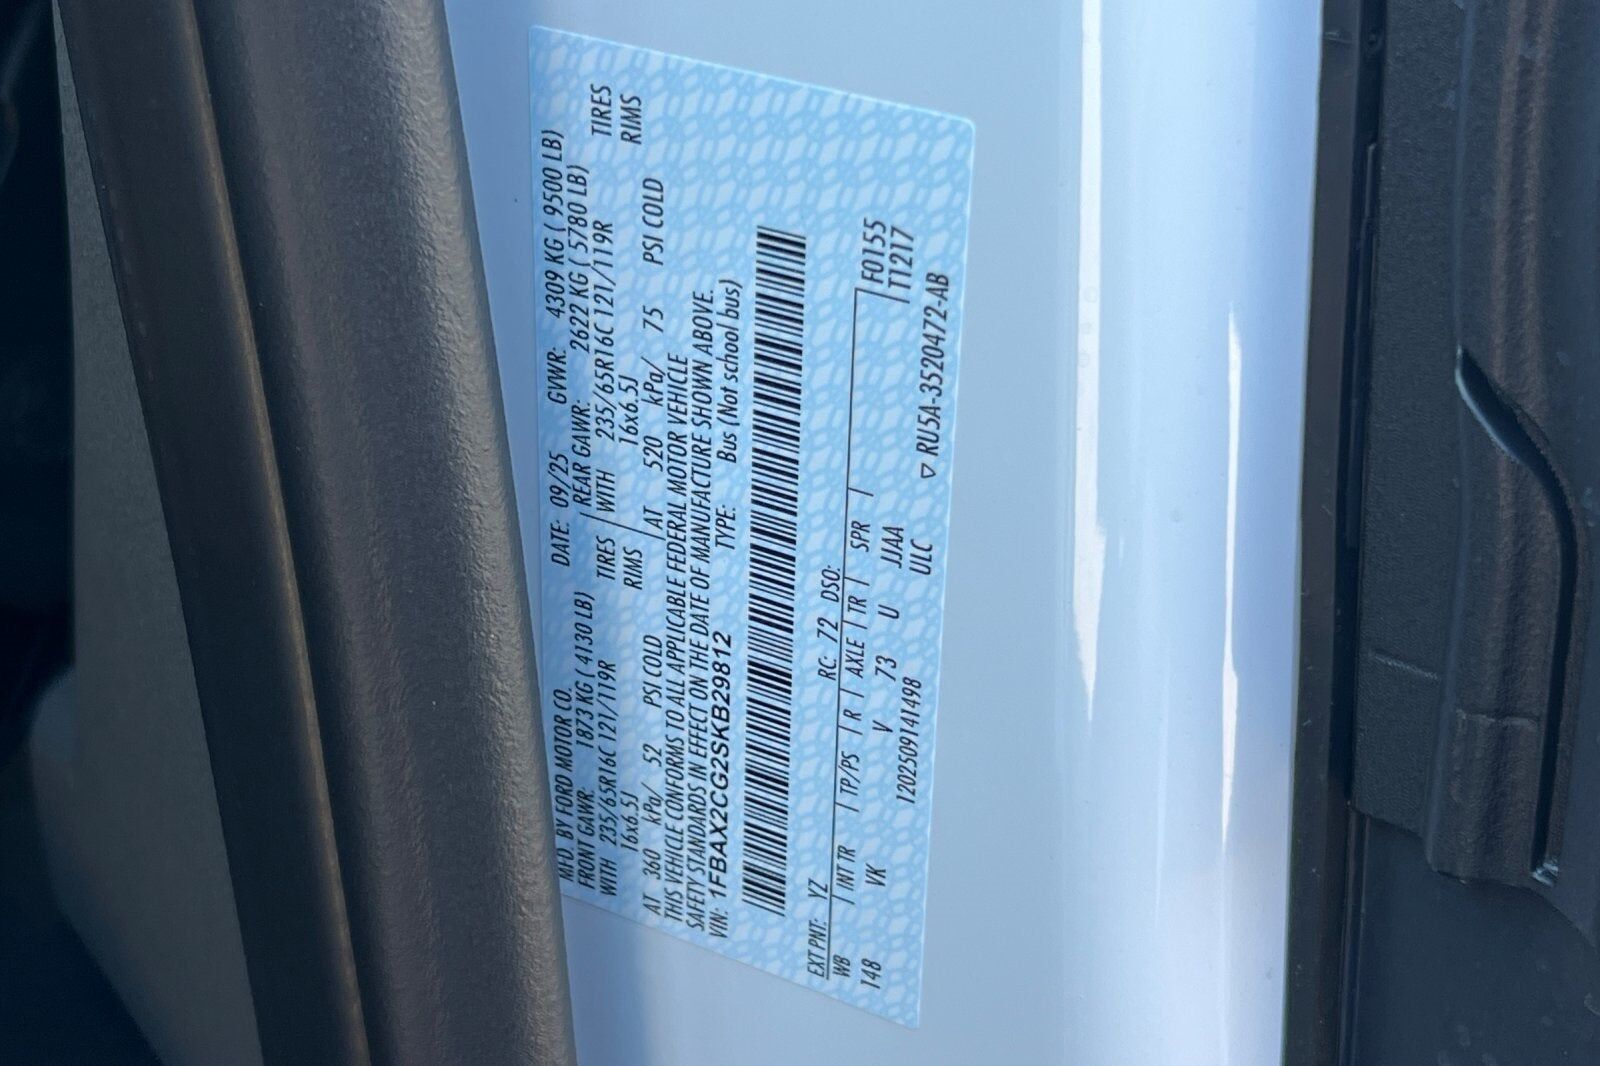 MFD. BY FORD MOTOR CO. DATE: 09/25 GVWR: 4309 KG ( 9500 LB)
FRONT GAWR: 1873 KG ( 4130 LB) REAR GAWR: 2622 KG ( 5780 LB)
WITH 235/65R16C 121/119R TIRES WITH 235/65R16C 121/119R TIRES
16x6.5J RIMS 16x6.5J RIMS
AT 360 kPa/ 52 PSI COLD AT 520 kPa/ 75 PSI COLD
THIS VEHICLE CONFORMS TO ALL APPLICABLE FEDERAL MOTOR VEHICLE
SAFETY STANDARDS IN EFFECT ON THE DATE OF MANUFACTURE SHOWN ABOVE.
VIN: 1FBAX2CG2SKB29812 TYPE: Bus (Not school bus)
EXT PNT: YZ RC: 72 DSO:
WB INT TR TP/PS R AXLE TR SPR F0155
148 VK V 73 U JJAA T1217
1202509141498 ULC ▽ RU5A-3520472-AB